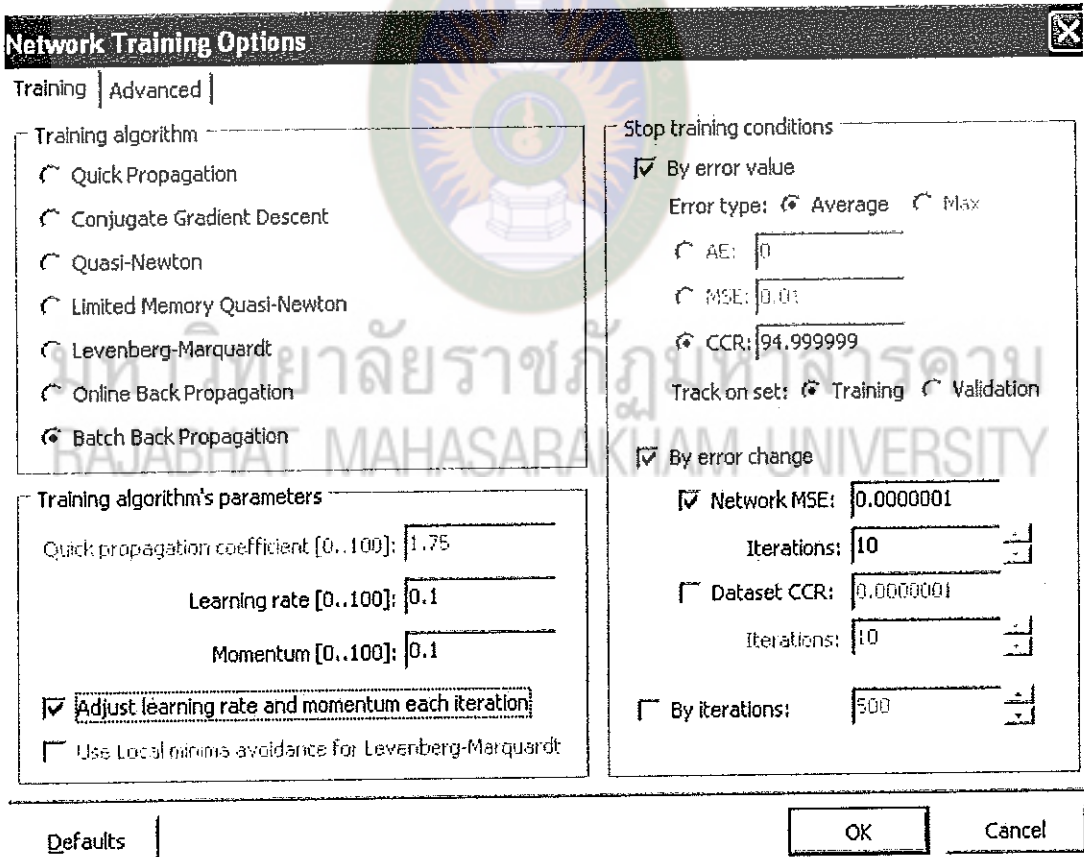 Network Training Options
Training
Advanced
Training algorithm
Quick Propagation
Conjugate Gradient Descent
Quasi-Newton
Limited Memory Quasi-Newton
Levenberg-Marquardt
Online Back Propagation
Batch Back Propagation
Training algorithm's parameters
Quick propagation coefficient [0..100]: 1.75
Learning rate [0..100]: 0.1
Momentum [0..100]: 0.1
Adjust learning rate and momentum each iteration
Use Local minima avoidance for Levenberg-Marquardt
Stop training conditions
By error value
Error type: Average Max
AE: 0
MSE: 0.01
CCR: 94.999999
Track on set: Training Validation
By error change
Network MSE: 0.0000001
Iterations: 10
Dataset CCR: 0.0000001
Iterations: 10
By iterations: 500
Defaults
OK
Cancel
มหาวิทยาลัยราชภัฏมหาสารคาม
RAJABHAT MAHASARAKHAM UNIVERSITY